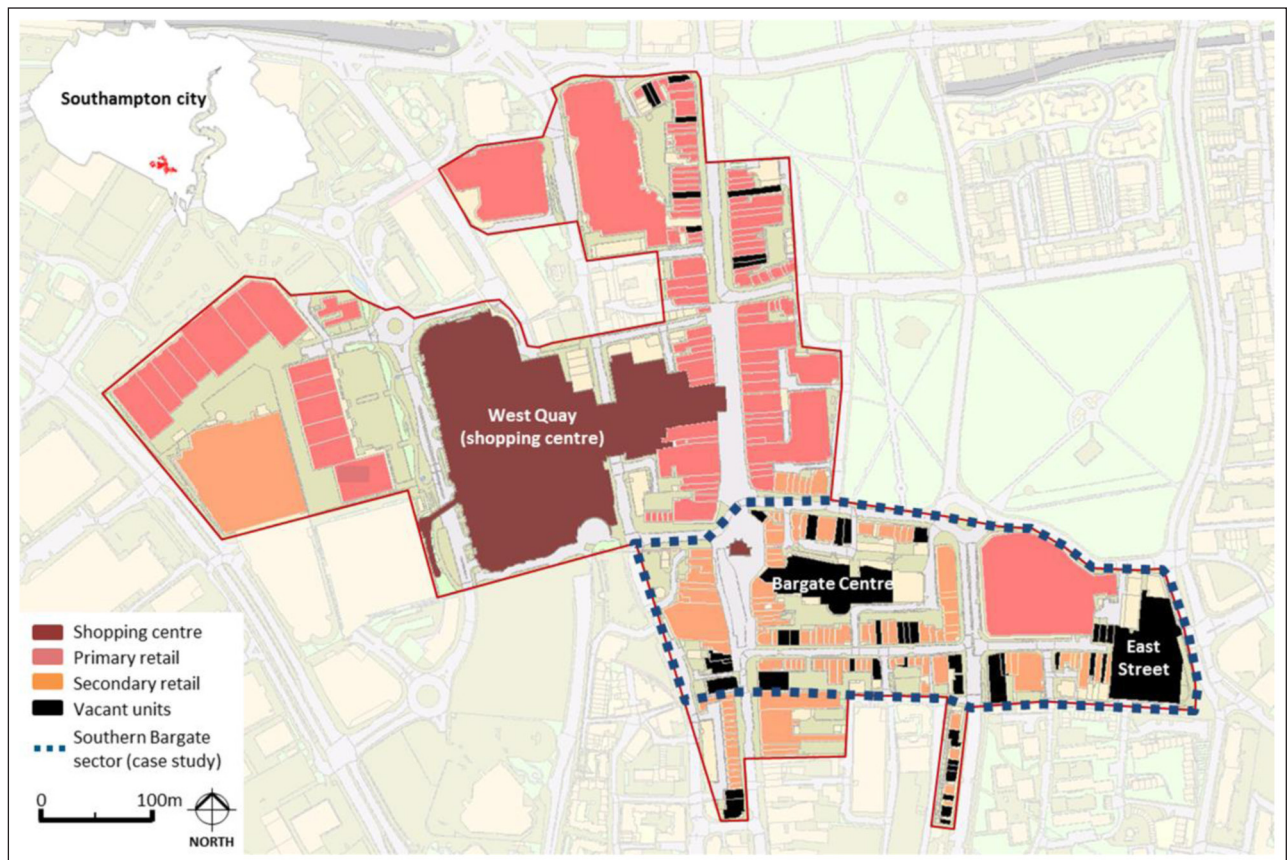 Southampton city
West Quay
(shopping centre)
Bargate Centre
East
Street
Shopping centre
Primary retail
Secondary retail
Vacant units
Southern Bargate
sector (case study)
0 100m
NORTH